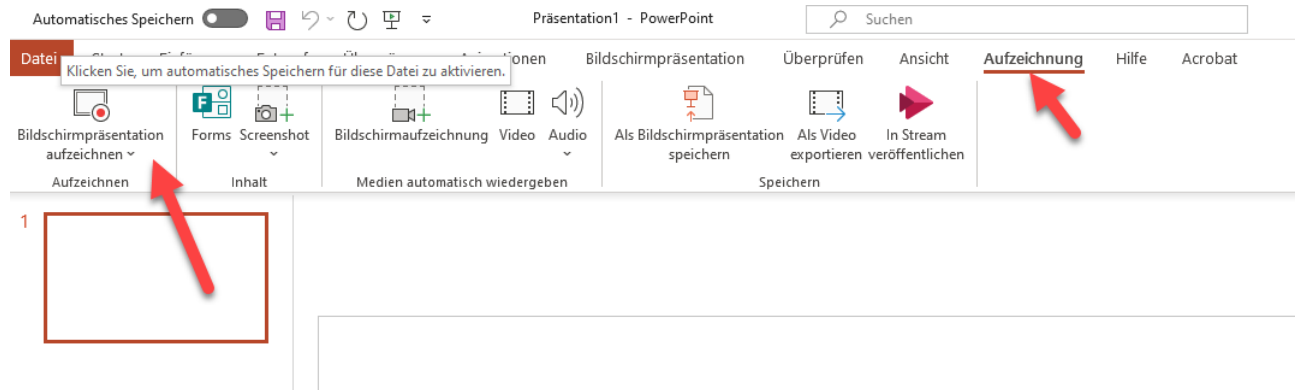 Automatisches Speichern Präsentation1 - PowerPoint Suchen
Datei Animationen Bildschirmpräsentation Überprüfen Ansicht Aufzeichnung Hilfe Acrobat
Klicken Sie, um automatisches Speichern für diese Datei zu aktivieren.
Bildschirmpräsentation Forms Screenshot Bildschirmaufzeichnung Video Audio Als Bildschirmpräsentation Als Video In Stream
aufzeichnen speichern exportieren veröffentlichen
Aufzeichnen Inhalt Medien automatisch wiedergeben Speichern
1